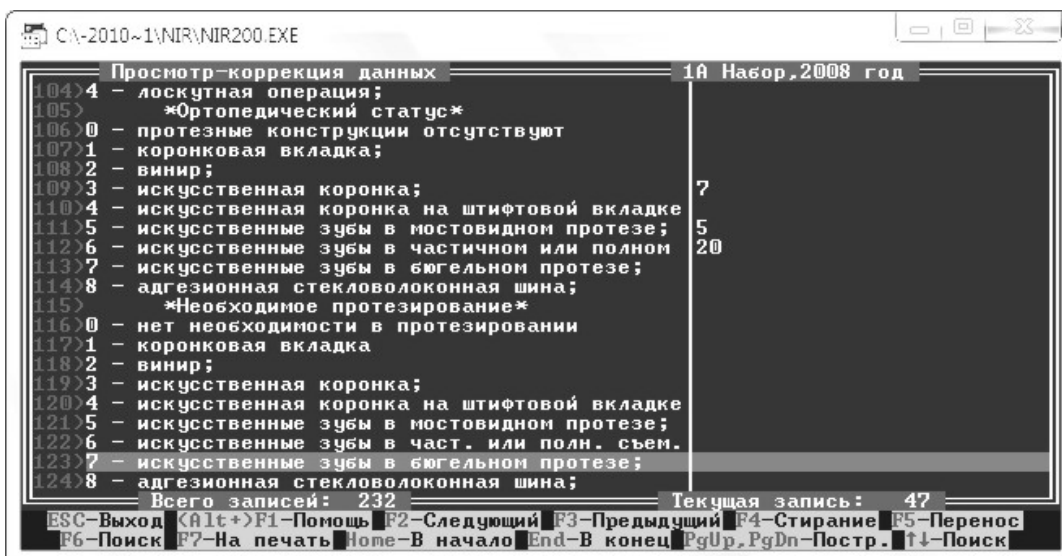 C:\-2010~1\NIR\NIR200.EXE
Просмотр-коррекция данных 1А Набор,2008 год
104>4 - лоскутная операция;
105> *Ортопедический статус*
106>0 - протезные конструкции отсутствуют
107>1 - коронковая вкладка;
108>2 - винир;
109>3 - искусственная коронка; 7
110>4 - искусственная коронка на штифтовой вкладке
111>5 - искусственные зубы в мостовидном протезе; 5
112>6 - искусственные зубы в частичном или полном 20
113>7 - искусственные зубы в бюгельном протезе;
114>8 - адгезионная стекловолоконная шина;
115> *Необходимое протезирование*
116>0 - нет необходимости в протезировании
117>1 - коронковая вкладка
118>2 - винир;
119>3 - искусственная коронка;
120>4 - искусственная коронка на штифтовой вкладке
121>5 - искусственные зубы в мостовидном протезе;
122>6 - искусственные зубы в част. или полн. съем.
123>7 - искусственные зубы в бюгельном протезе;
124>8 - адгезионная стекловолоконная шина;
Всего записей: 232 Текущая запись: 47
ESC-Выход <Alt+>F1-Помощь F2-Следующий F3-Предыдущий F4-Стирание F5-Перенос
F6-Поиск F7-На печать Home-В начало End-В конец PgUp,PgDn-Постр. ↑↓-Поиск